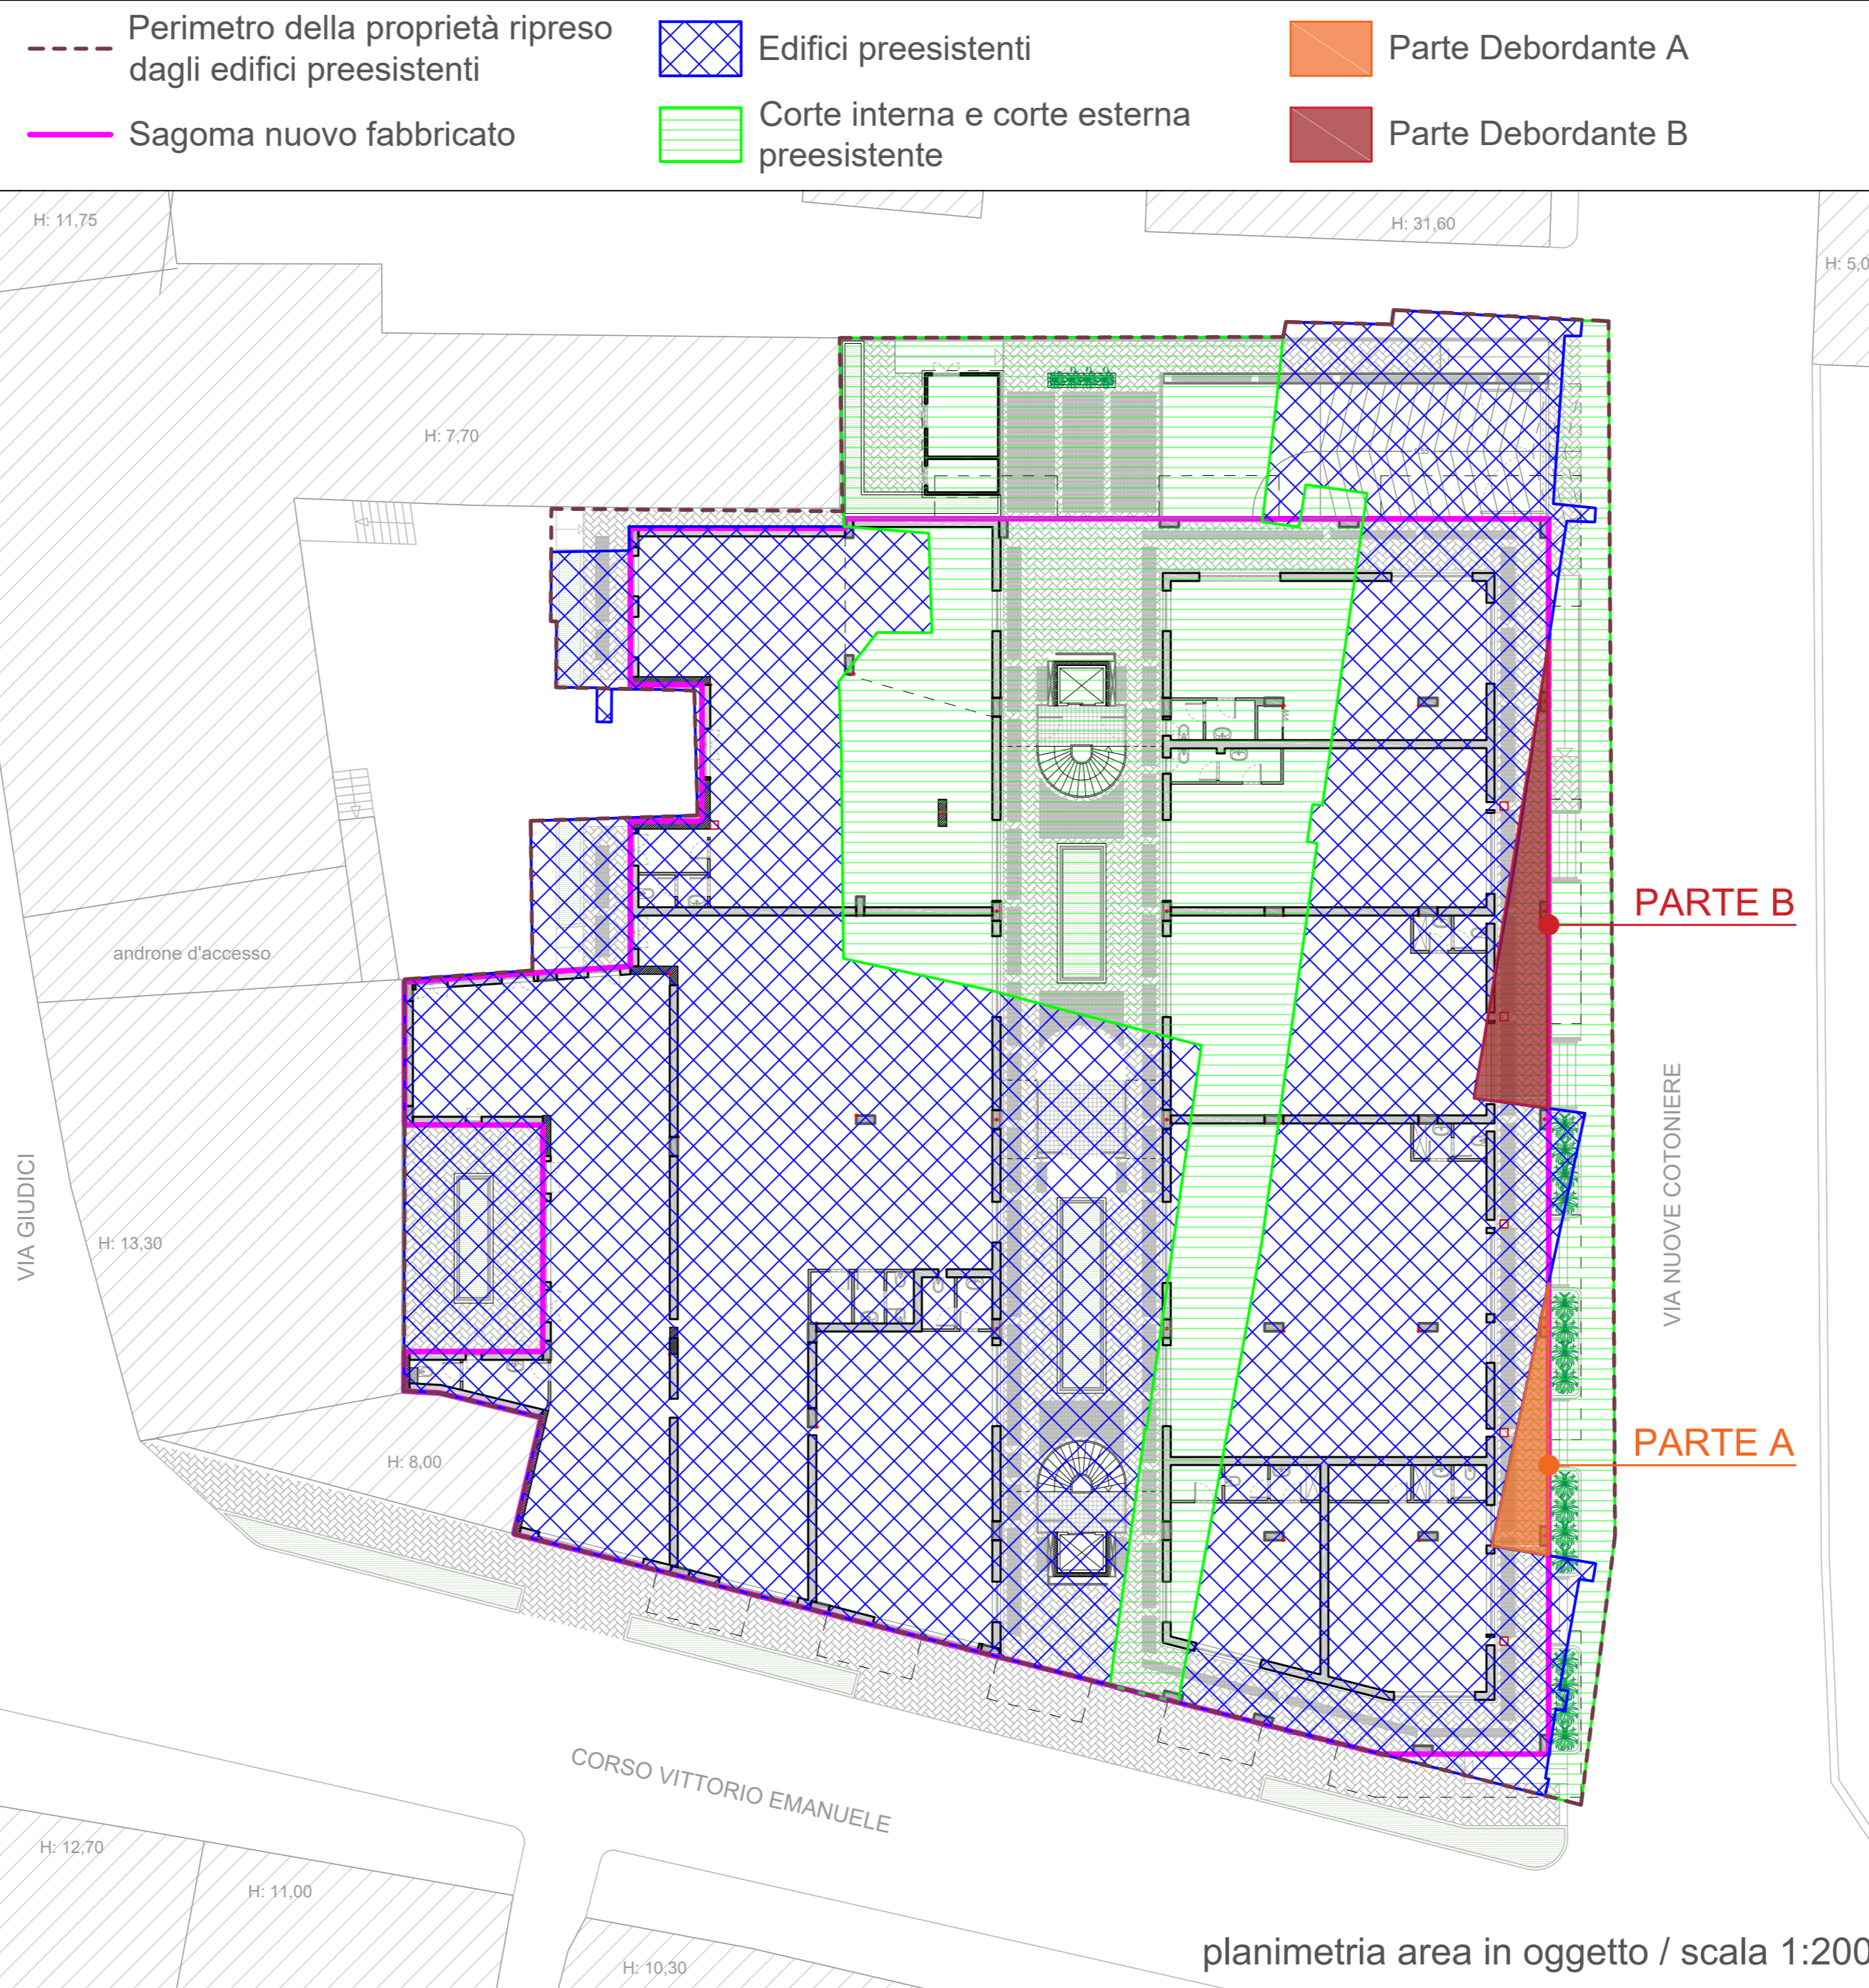 Perimetro della proprietà ripreso
dagli edifici preesistenti
Sagoma nuovo fabbricato
Edifici preesistenti
Corte interna e corte esterna
preesistente
Parte Debordante A
Parte Debordante B
H: 11,75
H: 31,60
H: 5,0
H: 7,70
PARTE B
androne d'accesso
VIA NUOVE COTONIERE
VIA GIUDICI
H: 13,30
PARTE A
H: 8,00
CORSO VITTORIO EMANUELE
H: 12,70
H: 11,00
H: 10,30
planimetria area in oggetto / scala 1:200